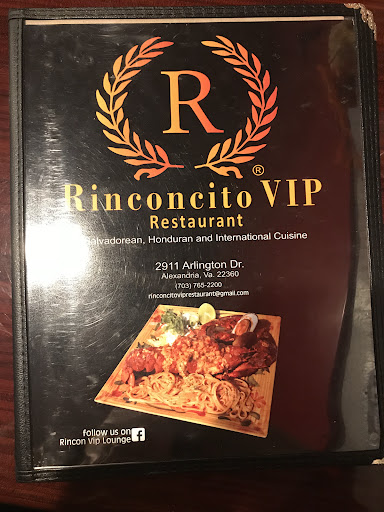 R
®
Rinconcito VIP
Restaurant
Salvadorean, Honduran and International Cuisine
2911 Arlington Dr.
Alexandria, Va. 22360
(703) 765-2200
rinconcitoviprestaurant@gmail.com
follow us on f
Rincon Vip Lounge